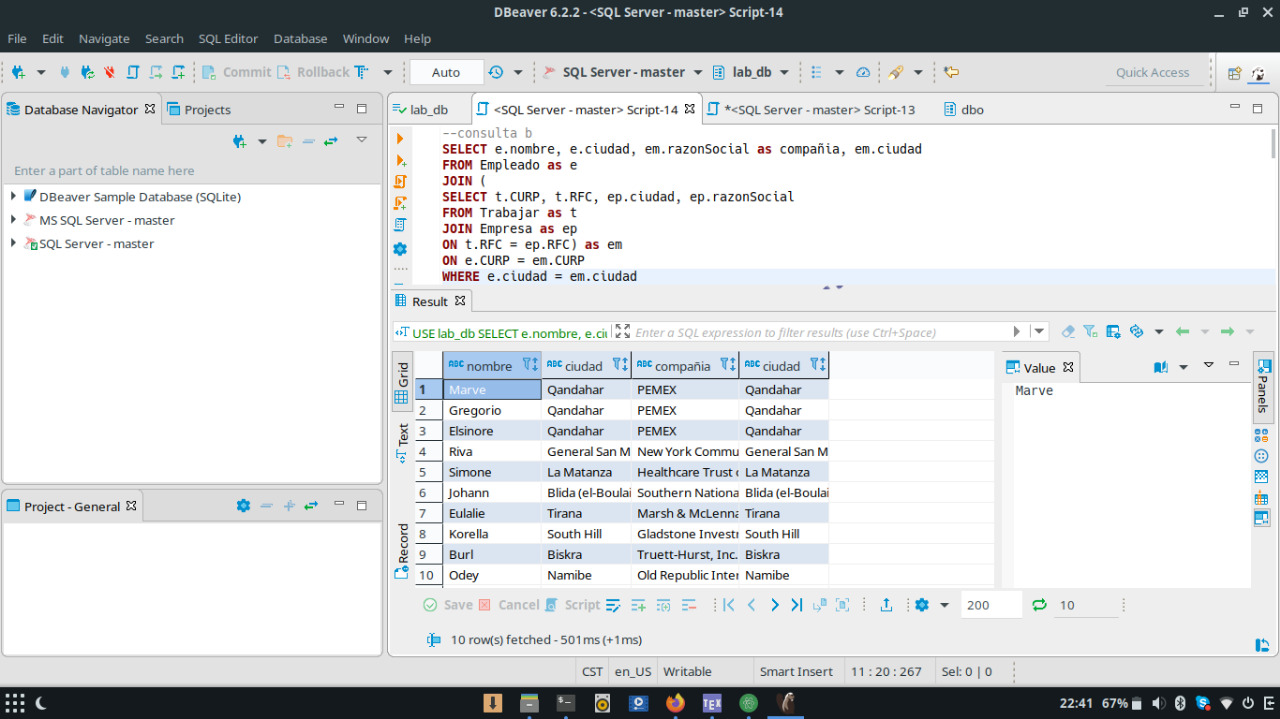 DBeaver 6.2.2 - <SQL Server - master> Script-14
File Edit Navigate Search SQL Editor Database Window Help
Commit Rollback Auto SQL Server - master lab_db Quick Access
Database Navigator Projects
lab_db <SQL Server - master> Script-14 *<SQL Server - master> Script-13 dbo
Enter a part of table name here
DBeaver Sample Database (SQLite)
MS SQL Server - master
SQL Server - master
Project - General
--consulta b
SELECT e.nombre, e.ciudad, em.razonSocial as compañia, em.ciudad
FROM Empleado as e
JOIN (
SELECT t.CURP, t.RFC, ep.ciudad, ep.razonSocial
FROM Trabajar as t
JOIN Empresa as ep
ON t.RFC = ep.RFC) as em
ON e.CURP = em.CURP
WHERE e.ciudad = em.ciudad
Result
USE lab_db SELECT e.nombre, e.ciu Enter a SQL expression to filter results (use Ctrl+Space)
Grid
Text
Record
ABC nombre ABC ciudad ABC compañia ABC ciudad
1 Marve Qandahar PEMEX Qandahar
2 Gregorio Qandahar PEMEX Qandahar
3 Elsinore Qandahar PEMEX Qandahar
4 Riva General San M New York Commu General San M
5 Simone La Matanza Healthcare Trust La Matanza
6 Johann Blida (el-Boulai Southern Nationa Blida (el-Boulai
7 Eulalie Tirana Marsh & McLenna Tirana
8 Korella South Hill Gladstone Investr South Hill
9 Burl Biskra Truett-Hurst, Inc. Biskra
10 Odey Namibe Old Republic Inter Namibe
Value
Marve
Panels
Save Cancel Script 200 10
10 row(s) fetched - 501ms (+1ms)
CST en_US Writable Smart Insert 11 : 20 : 267 Sel: 0 | 0
TEX
22:41 67%